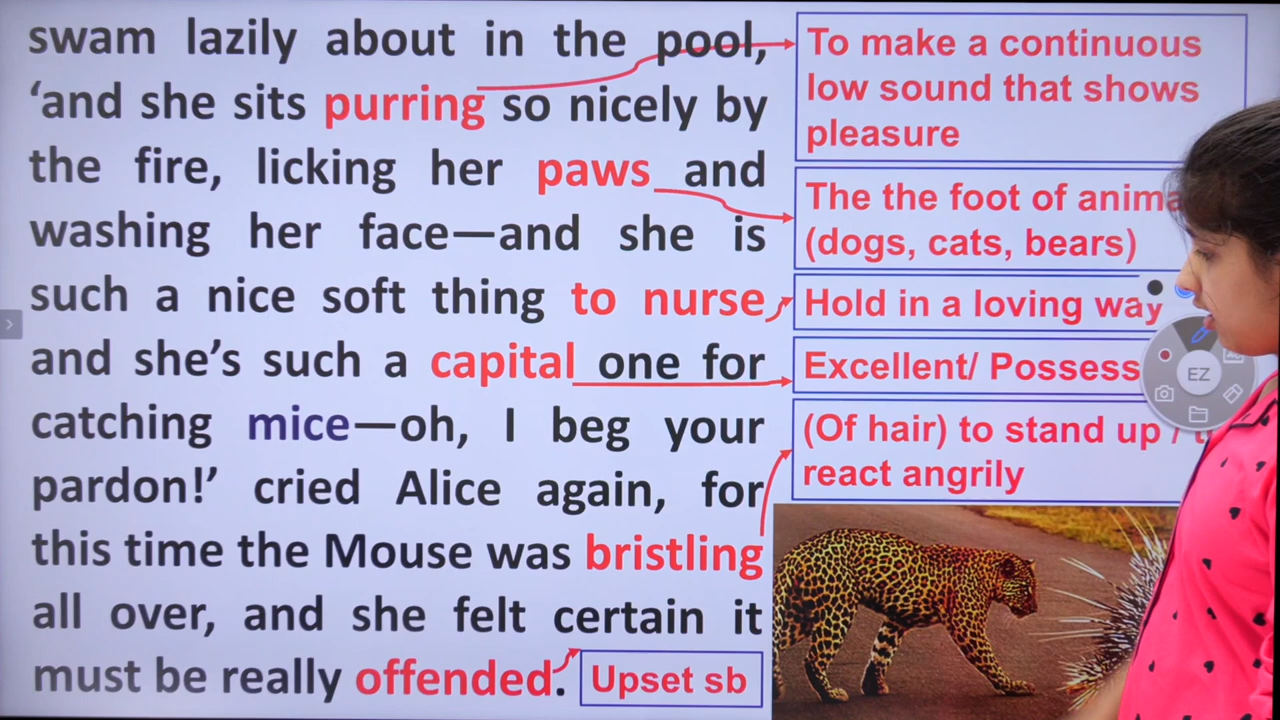 swam lazily about in the pool,
‘and she sits purring so nicely by
the fire, licking her paws and
washing her face—and she is
such a nice soft thing to nurse
and she’s such a capital one for
catching mice—oh, I beg your
pardon!’ cried Alice again, for
this time the Mouse was bristling
all over, and she felt certain it
must be really offended.
To make a continuous
low sound that shows
pleasure
The the foot of
(dogs, cats, bears)
Hold in a loving way
Excellent/
(Of hair) to stand up /
react angrily
Upset sb
EZ